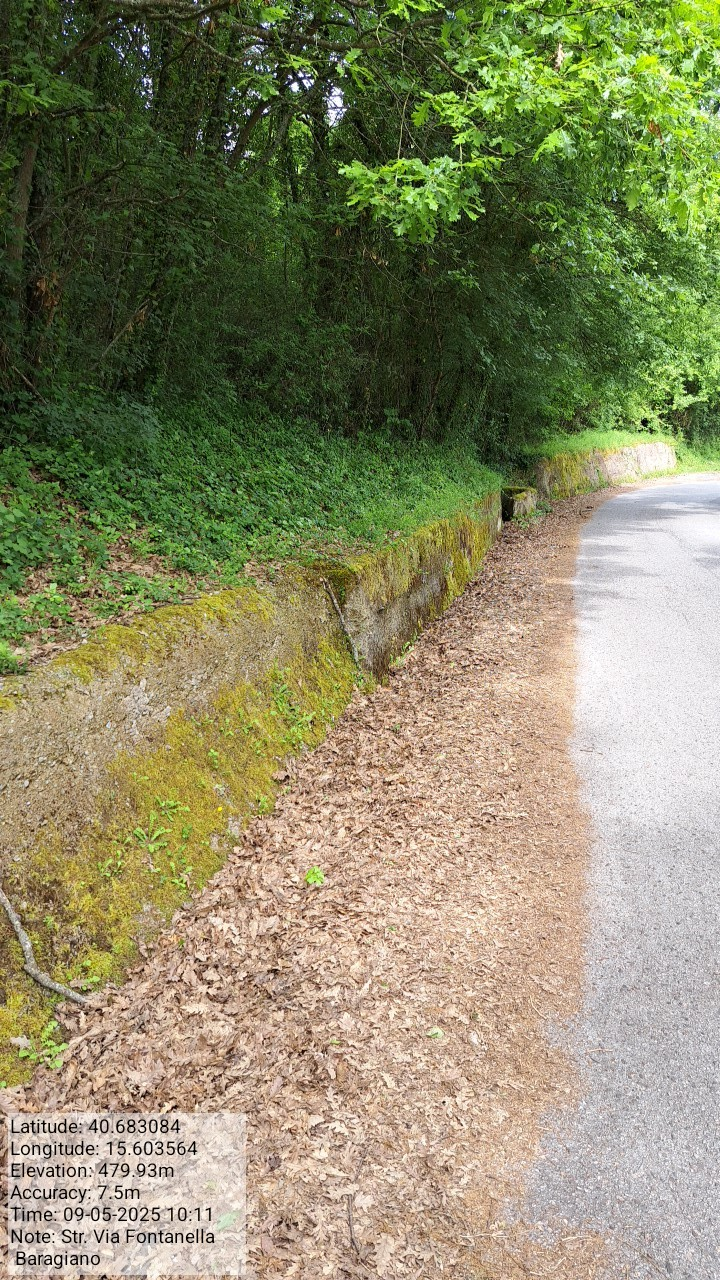 Latitude: 40.683084
Longitude: 15.603564
Elevation: 479.93m
Accuracy: 7.5m
Time: 09-05-2025 10:11
Note: Str. Via Fontanella
Baragiano